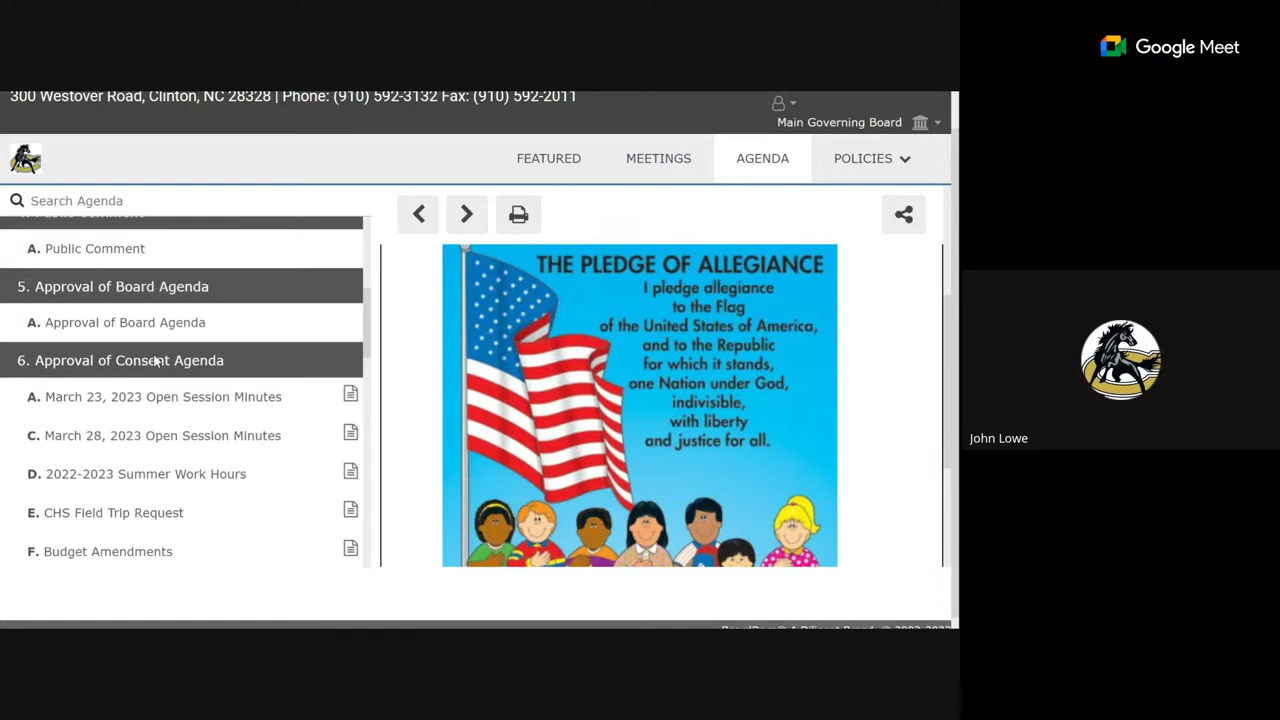 300 Westover Road, Clinton, NC 28328 | Phone: (910) 592-3132 Fax: (910) 592-2011
Google Meet
Main Governing Board
FEATURED
MEETINGS
AGENDA
POLICIES
Search Agenda
A. Public Comment
5. Approval of Board Agenda
A. Approval of Board Agenda
6. Approval of Consent Agenda
A. March 23, 2023 Open Session Minutes
C. March 28, 2023 Open Session Minutes
D. 2022-2023 Summer Work Hours
E. CHS Field Trip Request
F. Budget Amendments
THE PLEDGE OF ALLEGIANCE
I pledge allegiance
to the Flag
of the United States of America,
and to the Republic
for which it stands,
one Nation under God,
indivisible,
with liberty
and justice for all.
John Lowe